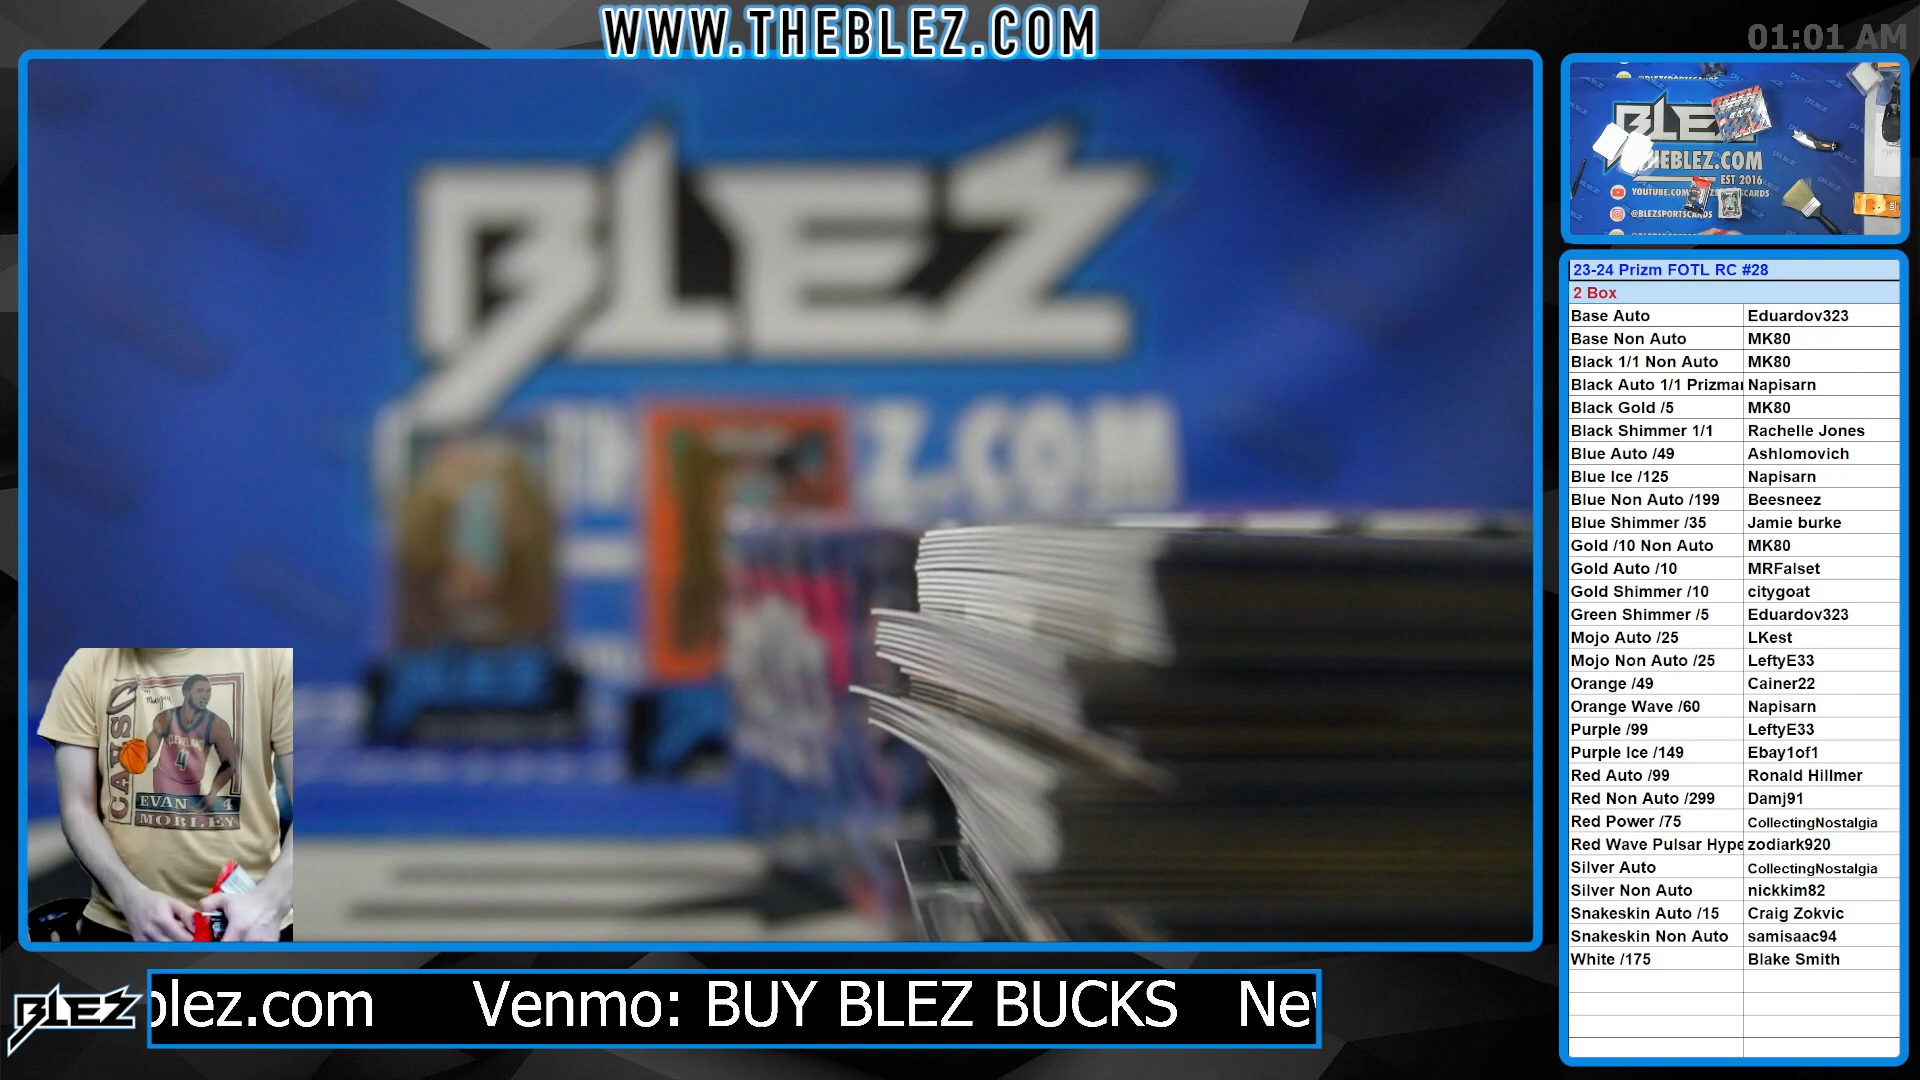 WWW.THEBLEZ.COM
01:01 AM
BLEZ
Z.COM
BLEZ
THEBLEZ.COM
EST 2016
@BLEZSPORTSCARDS
23-24 Prizm FOTL RC #28
2 Box
Base Auto Eduardov323
Base Non Auto MK80
Black 1/1 Non Auto MK80
Black Auto 1/1 Prizmar Napisarn
Black Gold /5 MK80
Black Shimmer 1/1 Rachelle Jones
Blue Auto /49 Ashlomovich
Blue Ice /125 Napisarn
Blue Non Auto /199 Beesneez
Blue Shimmer /35 Jamie burke
Gold /10 Non Auto MK80
Gold Auto /10 MRFalset
Gold Shimmer /10 citygoat
Green Shimmer /5 Eduardov323
Mojo Auto /25 LKest
Mojo Non Auto /25 LeftyE33
Orange /49 Cainer22
Orange Wave /60 Napisarn
Purple /99 LeftyE33
Purple Ice /149 Ebay1of1
Red Auto /99 Ronald Hillmer
Red Non Auto /299 Damj91
Red Power /75 CollectingNostalgia
Red Wave Pulsar Hype zodiark920
Silver Auto CollectingNostalgia
Silver Non Auto nickkim82
Snakeskin Auto /15 Craig Zokvic
Snakeskin Non Auto samisaac94
White /175 Blake Smith
CAVS
CLEVELAND
4
EVAN 4
MOBLEY
BLEZ
blez.com Venmo: BUY BLEZ BUCKS Nev